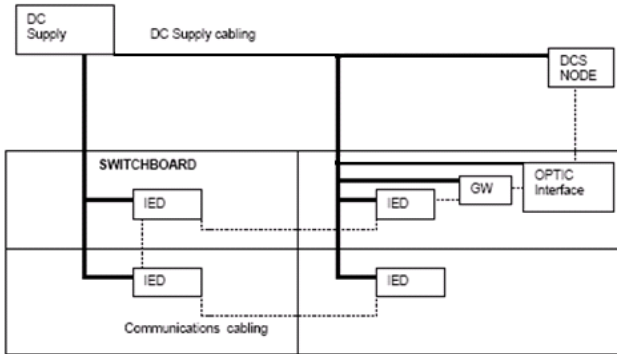 DC
Supply
DC Supply cabling
DCS
NODE
SWITCHBOARD
IED
IED
GW
OPTIC
Interface
IED
IED
Communications cabling